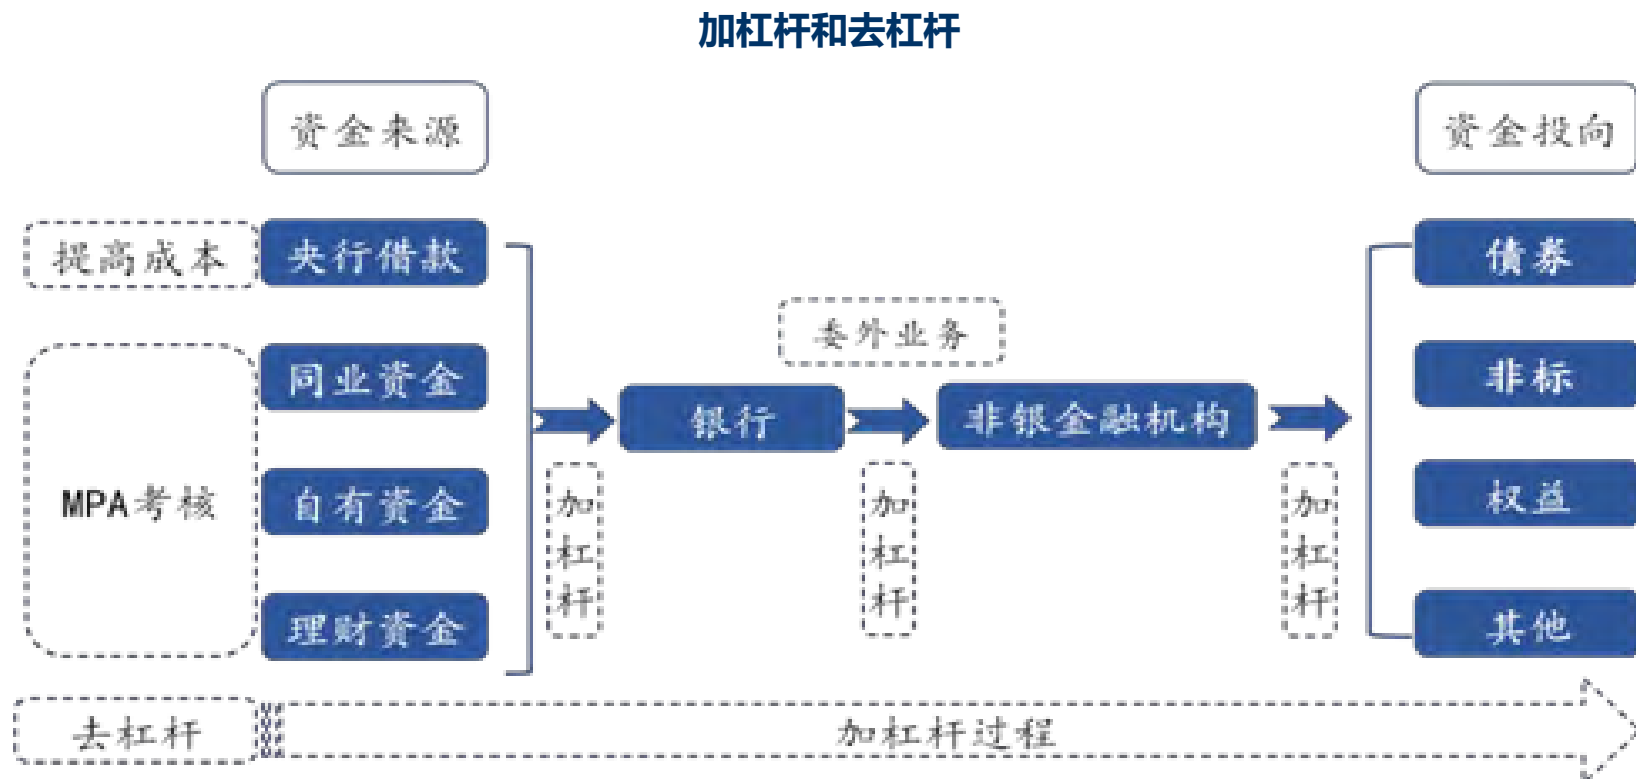 加杠杆和去杠杆
资金来源
资金投向
提高成本
央行借款
债券
委外业务
同业资金
非标
银行
非银金融机构
MPA考核
自有资金
加杠杆
加杠杆
加杠杆
权益
理财资金
其他
去杠杆
加杠杆过程